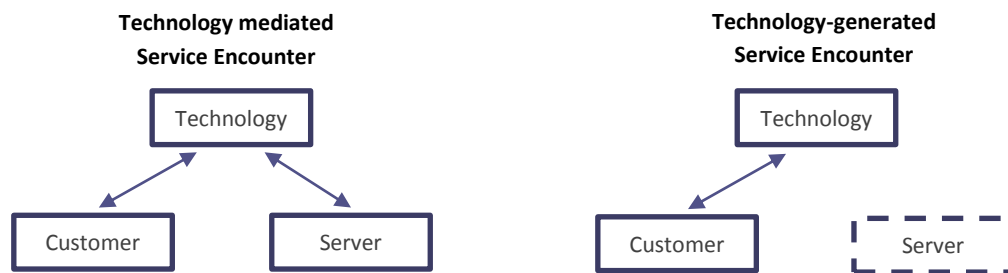 Technology mediated
Service Encounter
Technology
Customer
Server
Technology-generated
Service Encounter
Technology
Customer
Server